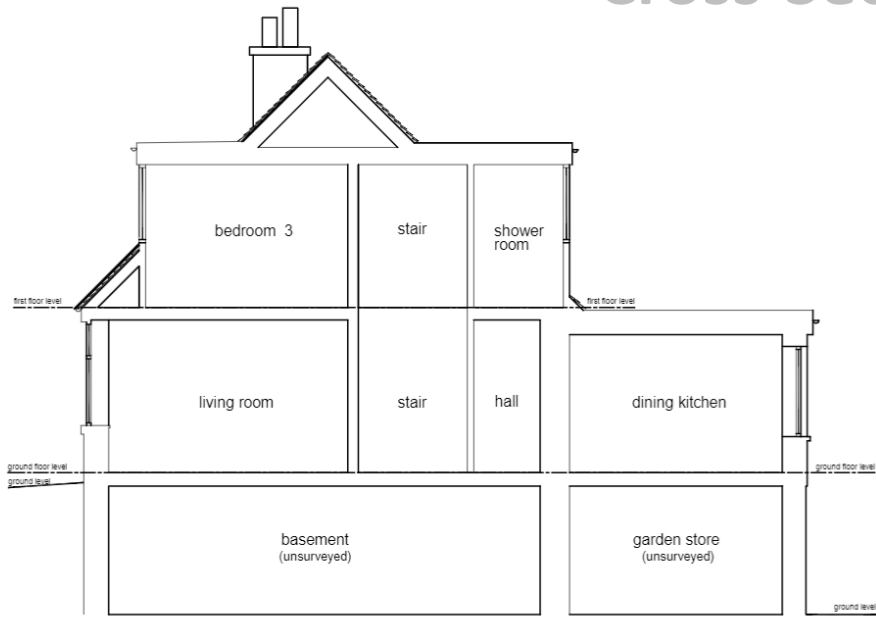 bedroom 3
stair
shower
room
first floor level
first floor level
living room
stair
hall
dining kitchen
ground floor level
ground floor level
ground level
basement
(unsurveyed)
garden store
(unsurveyed)
ground level